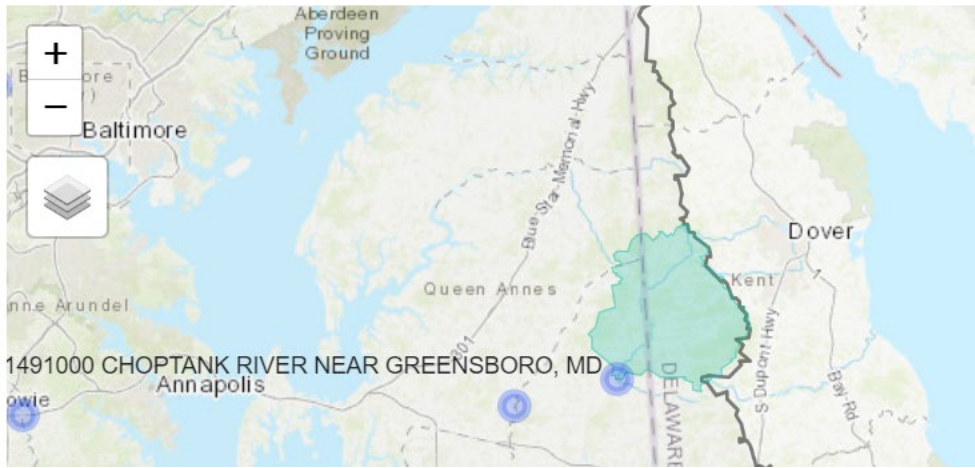 Aberdeen
Proving
Ground
+
−
Baltimore
Blue Star Memorial Hwy
Dover
Queen Annes
Kent
1
nne Arundel
301
S Dupont Hwy
1491000 CHOPTANK RIVER NEAR GREENSBORO, MD
Annapolis
owie
DELAWARE
Bay Rd